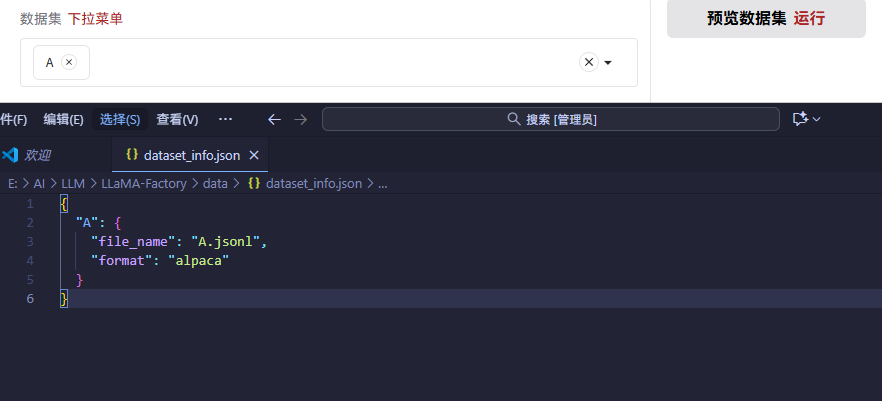 数据集 下拉菜单
预览数据集 运行
A
件(F) 编辑(E) 选择(S) 查看(V) ··· 搜索 [管理员]
欢迎 {} dataset_info.json
E: > AI > LLM > LLaMA-Factory > data > {} dataset_info.json > ...
1 {
2 "A": {
3 "file_name": "A.jsonl",
4 "format": "alpaca"
5 }
6 }